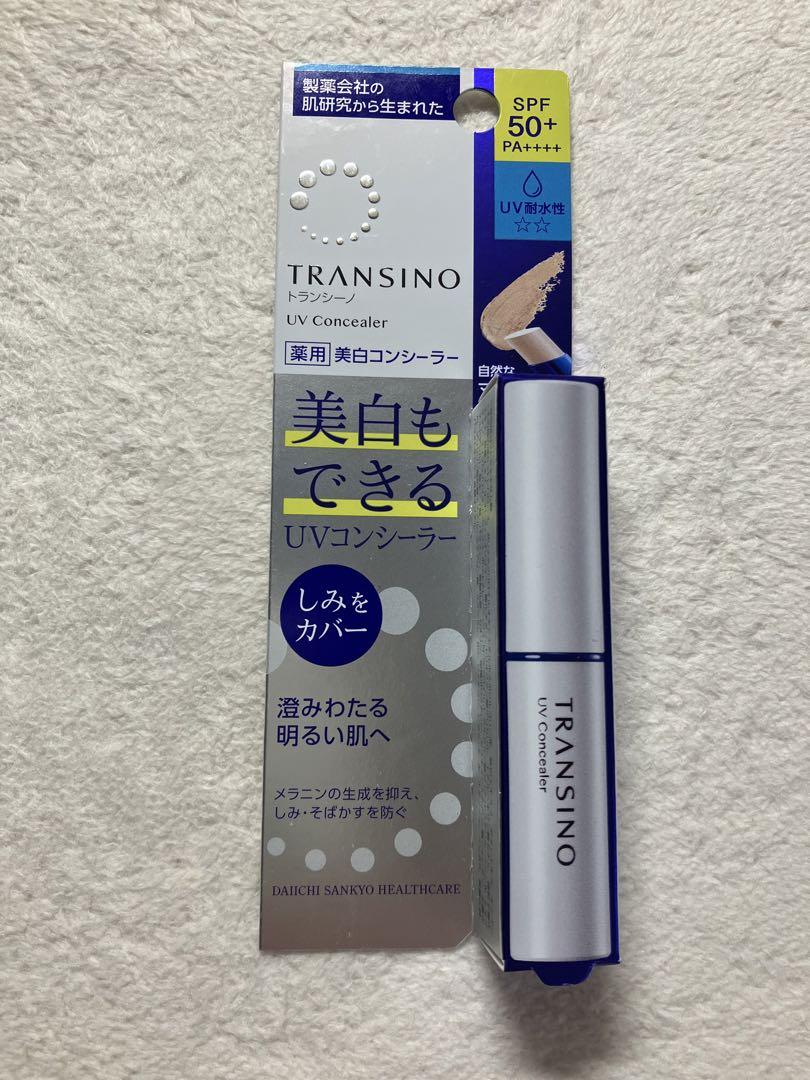 製薬会社の
肌研究から生まれた
SPF
50+
PA++++
UV耐水性
☆☆
TRANSINO
トランシーノ
UV Concealer
薬用 美白コンシーラー
自然な
美白も
できる
UVコンシーラー
しみを
カバー
澄みわたる
明るい肌へ
メラニンの生成を抑え、
しみ・そばかすを防ぐ
DAIICHI SANKYO HEALTHCARE
TRANSINO
UV Concealer